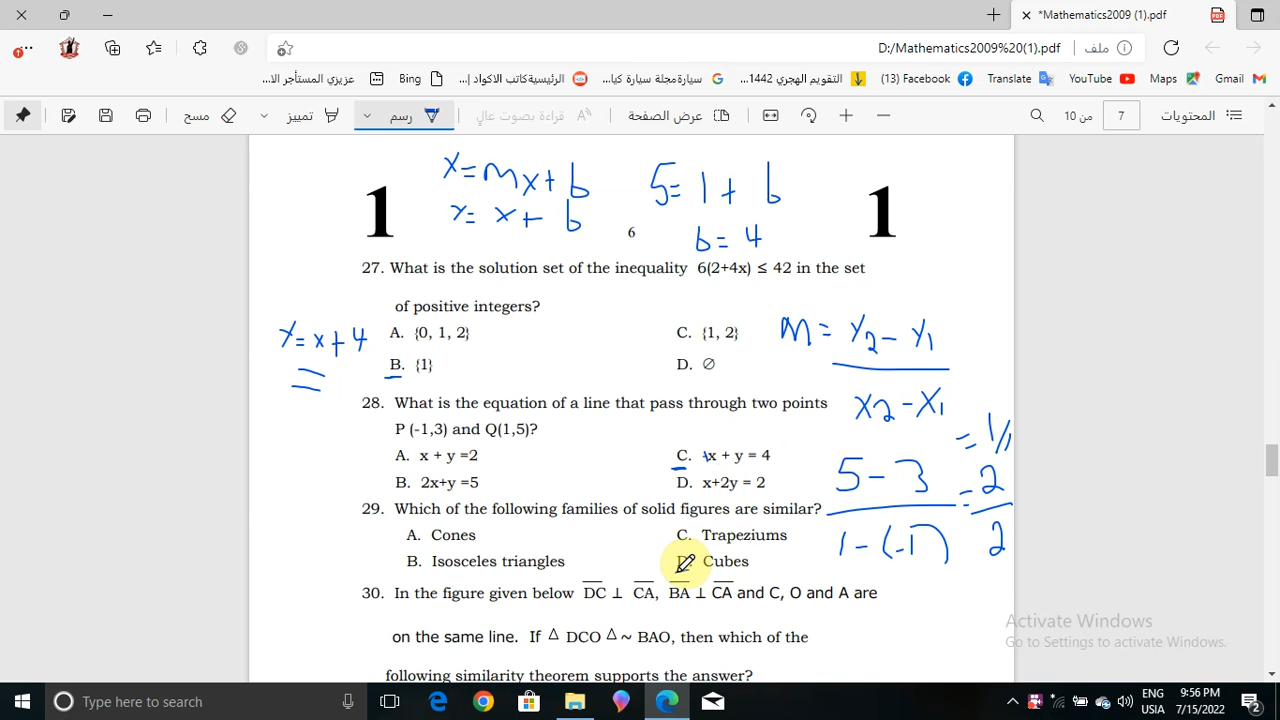 *Mathematics2009 (1).pdf
D:/Mathematics2009%20(1).pdf
ملف
عزيزي المستأجر الا...
Bing
الرئيسيةكاتب الاكواد |...
سيارةمجلة سيارة كيا...
التقويم الهجري 1442...
(13) Facebook
Translate
YouTube
Maps
Gmail
مسح
تمييز
رسم
قراءة بصوت عالٍ
عرض الصفحة
من 10
7
المحتويات
x=mx+b
5=1+b
1
y=x+b
6
b=4
1
27. What is the solution set of the inequality 6(2+4x) ≤ 42 in the set
of positive integers?
y=x+4
A. {0, 1, 2}
C. {1, 2}
M = y2 - y1
B. {1}
D. ∅
x2 - x1
28. What is the equation of a line that pass through two points
P (-1,3) and Q(1,5)?
= 1/1
A. x + y =2
C. x + y = 4
5 - 3
= 2
B. 2x+y =5
D. x+2y = 2
29. Which of the following families of solid figures are similar?
1 - (-1)
2
A. Cones
C. Trapeziums
B. Isosceles triangles
D. Cubes
30. In the figure given below DC ⊥ CA, BA ⊥ CA and C, O and A are
on the same line. If Δ DCO Δ ~ BAO, then which of the
following similarity theorem supports the answer?
Activate Windows
Go to Settings to activate Windows.
Type here to search
ENG
USIA
9:56 PM
7/15/2022
2